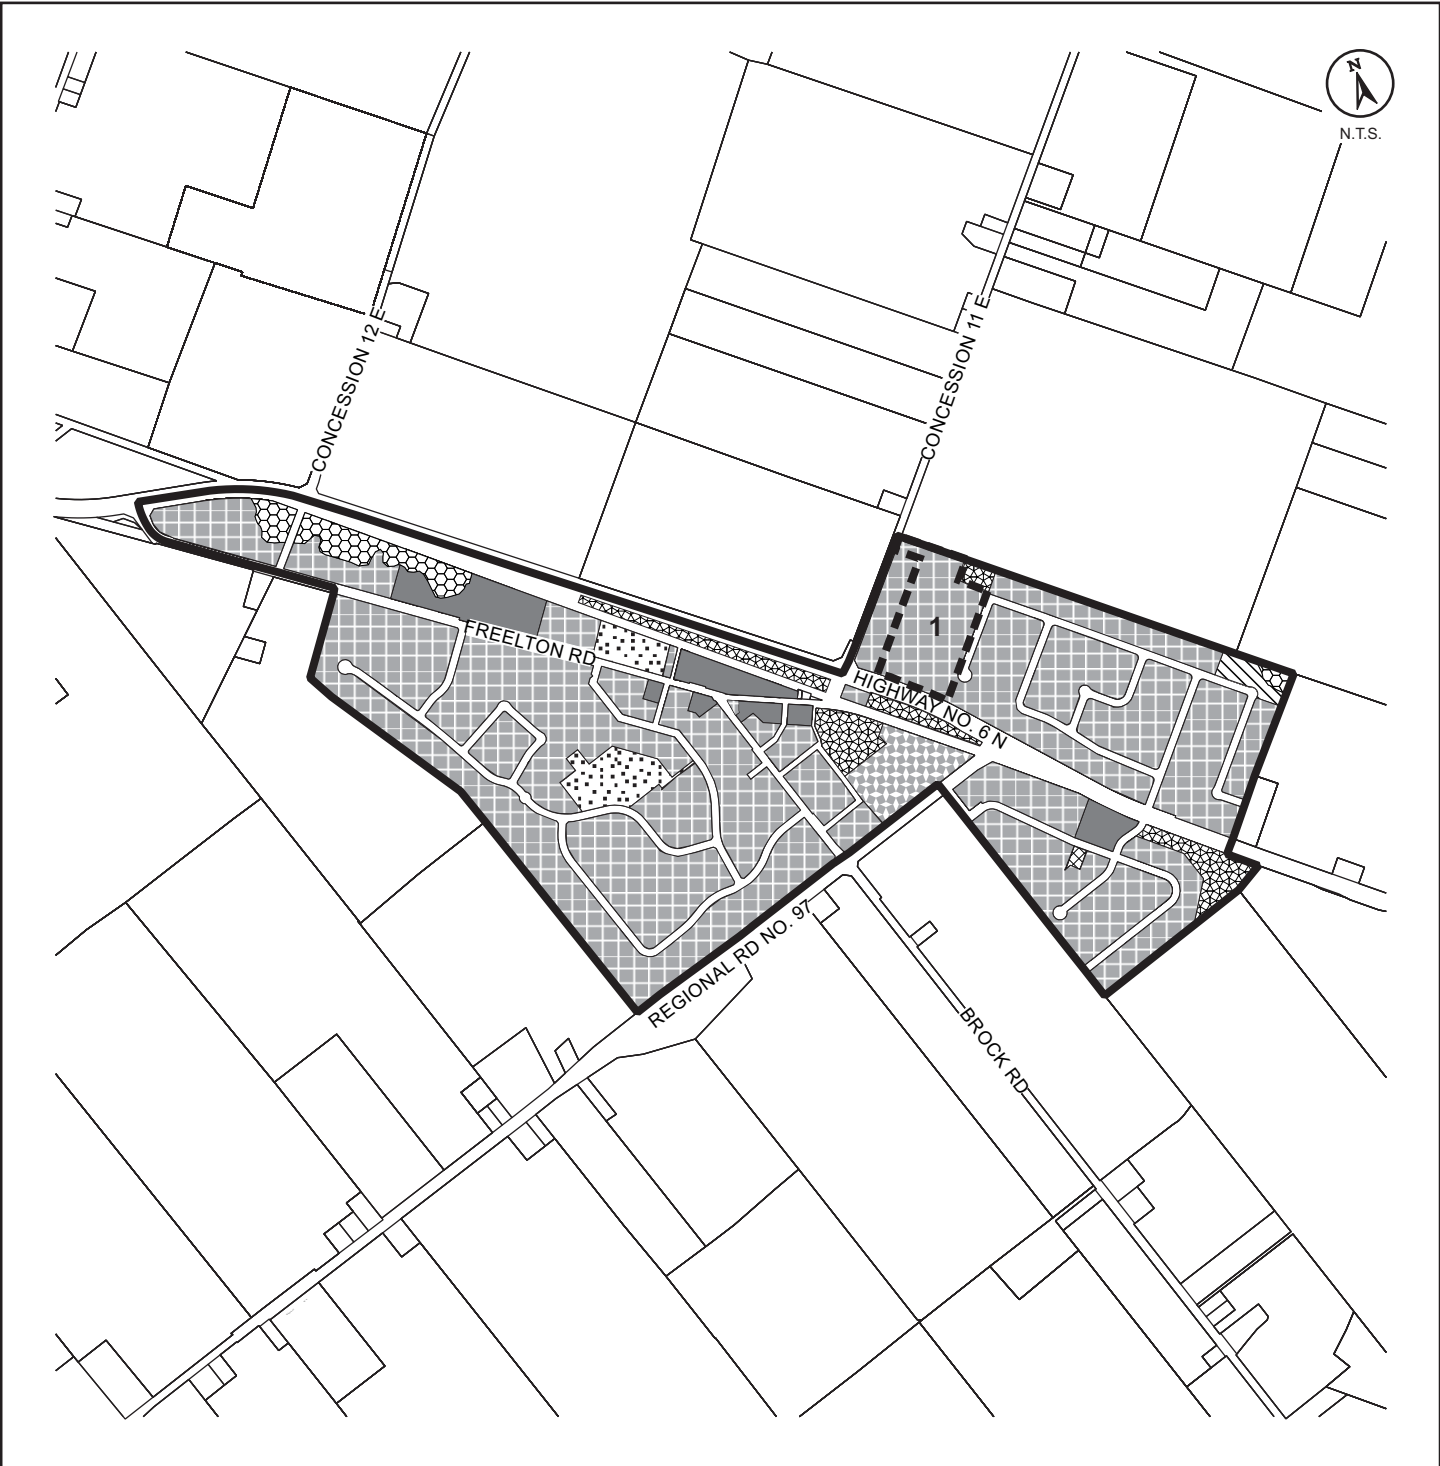 N
N.T.S.
CONCESSION 12 E
CONCESSION 11 E
1
FREELTON RD
HIGHWAY NO. 6 N
REGIONAL RD NO. 97
BROCK RD